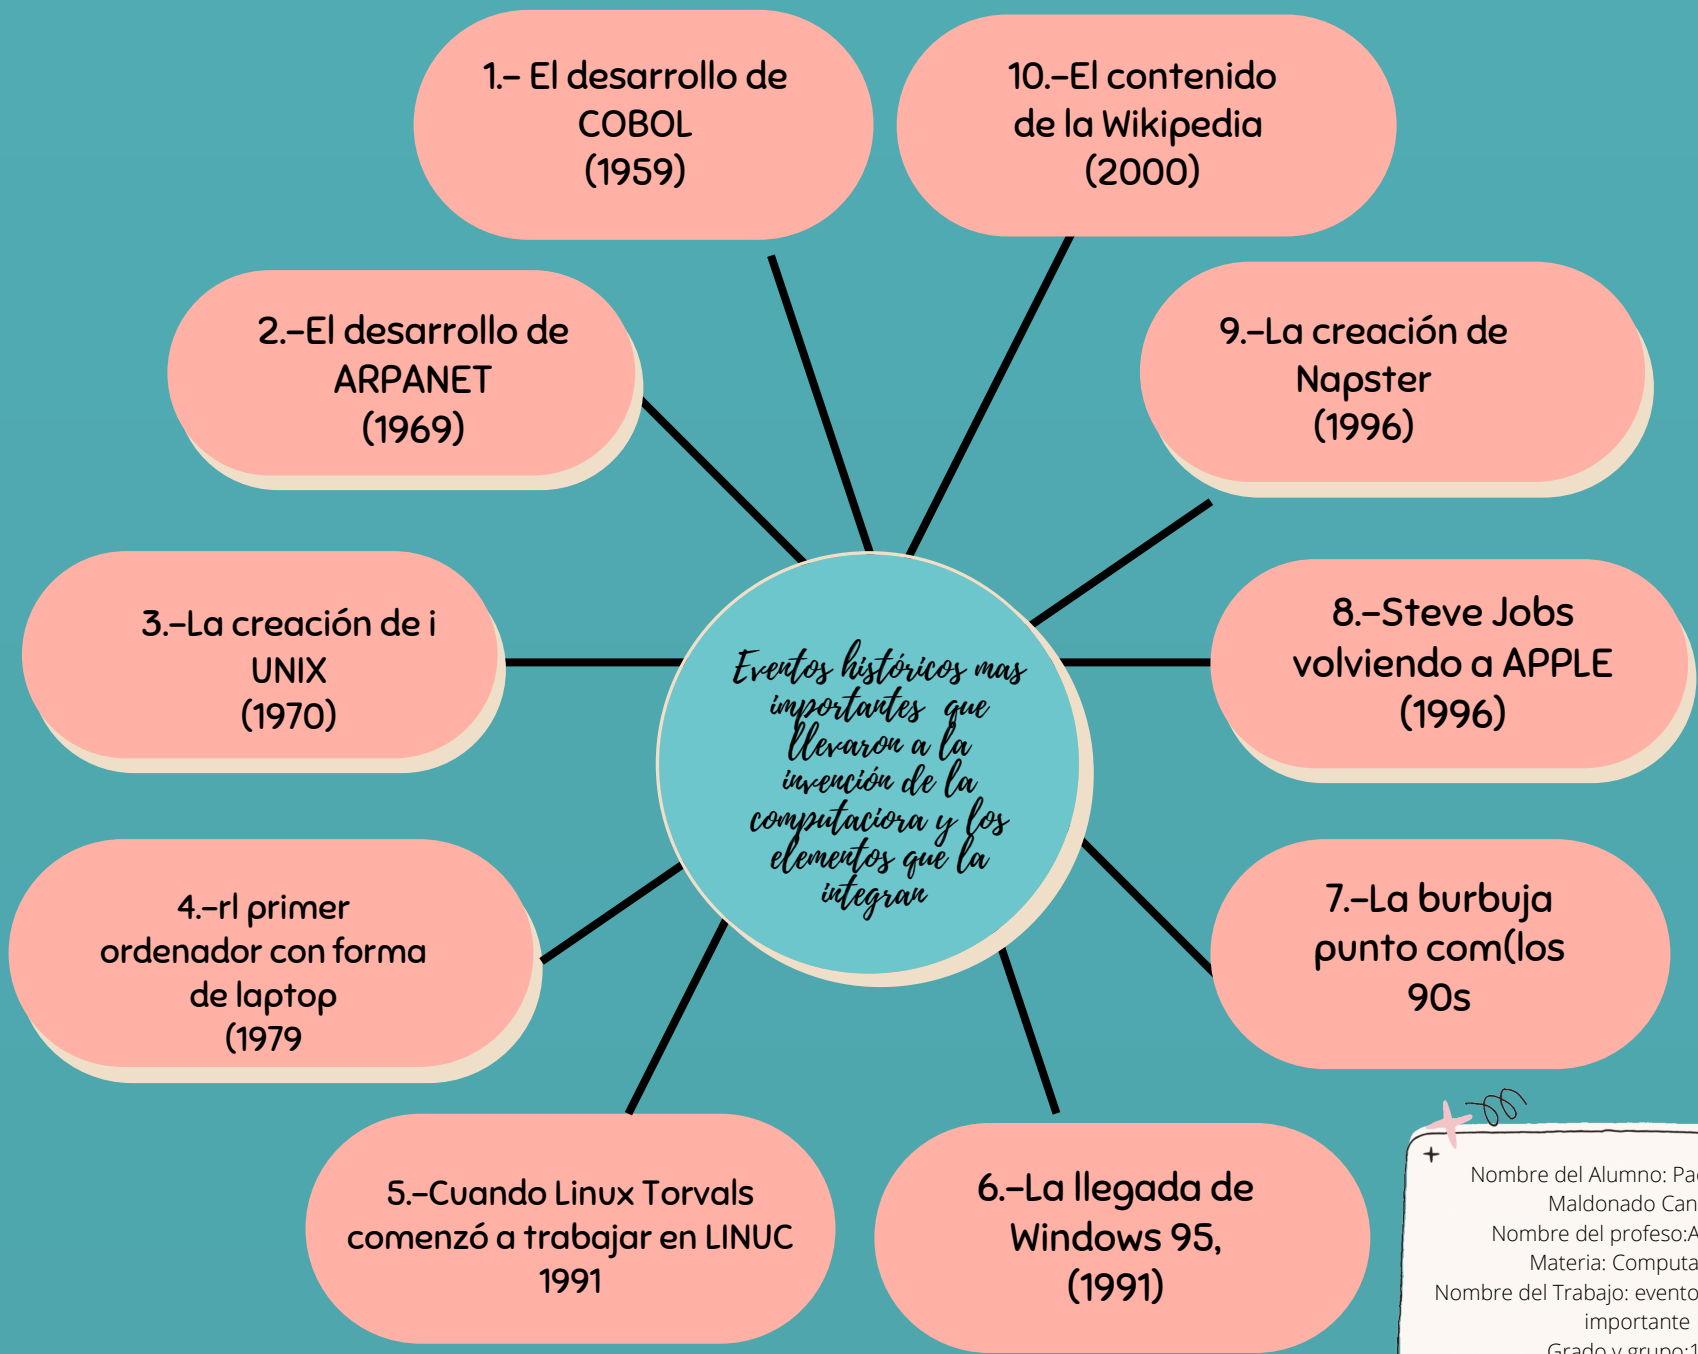 1.- El desarrollo de
COBOL
(1959)
10.-El contenido
de la Wikipedia
(2000)
2.-El desarrollo de
ARPANET
(1969)
9.-La creación de
Napster
(1996)
3.-La creación de i
UNIX
(1970)
8.-Steve Jobs
volviendo a APPLE
(1996)
Eventos históricos mas
importantes que
llevaron a la
invención de la
computaciora y los
elementos que la
integran
4.-rl primer
ordenador con forma
de laptop
(1979
7.-La burbuja
punto com(los
90s
5.-Cuando Linux Torvals
comenzó a trabajar en LINUC
1991
6.-La llegada de
Windows 95,
(1991)
Nombre del Alumno:
Maldonado
Nombre del profeso:
Materia:
Nombre del Trabajo:
importante
Grado y grupo:1